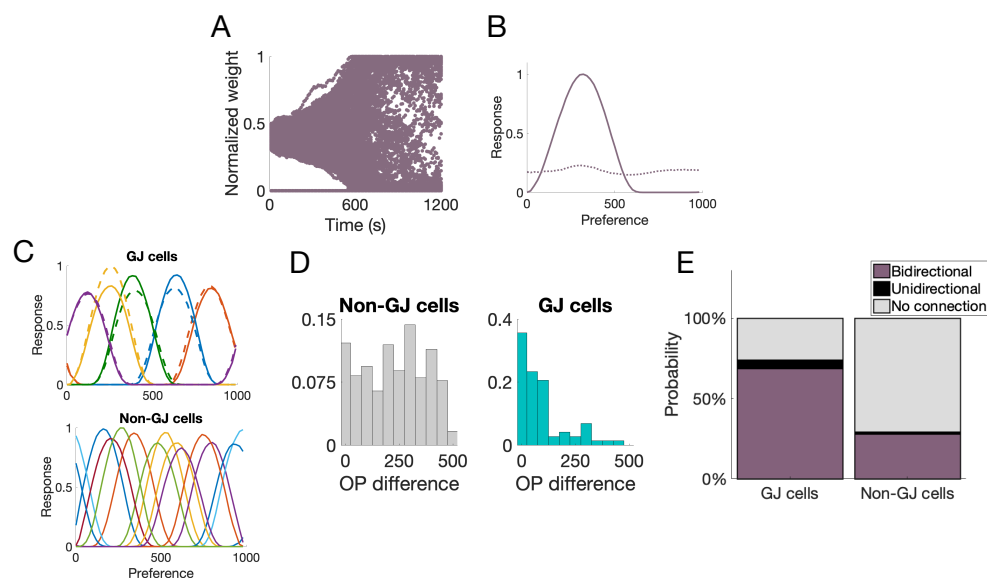 A
Normalized weight
1
0.5
0
0
600
1200
Time (s)
B
Response
1
0.5
0
0
500
1000
Preference
C
GJ cells
Response
1
0.5
0
0
500
1000
Non-GJ cells
Response
1
0.5
0
0
500
1000
Preference
D
Non-GJ cells
0.15
0.075
0
0
250
500
OP difference
GJ cells
0.4
0.2
0
0
250
500
OP difference
E
Bidirectional
Unidirectional
No connection
Probability
100%
50%
0%
100%
50%
0%
GJ cells
Non-GJ cells